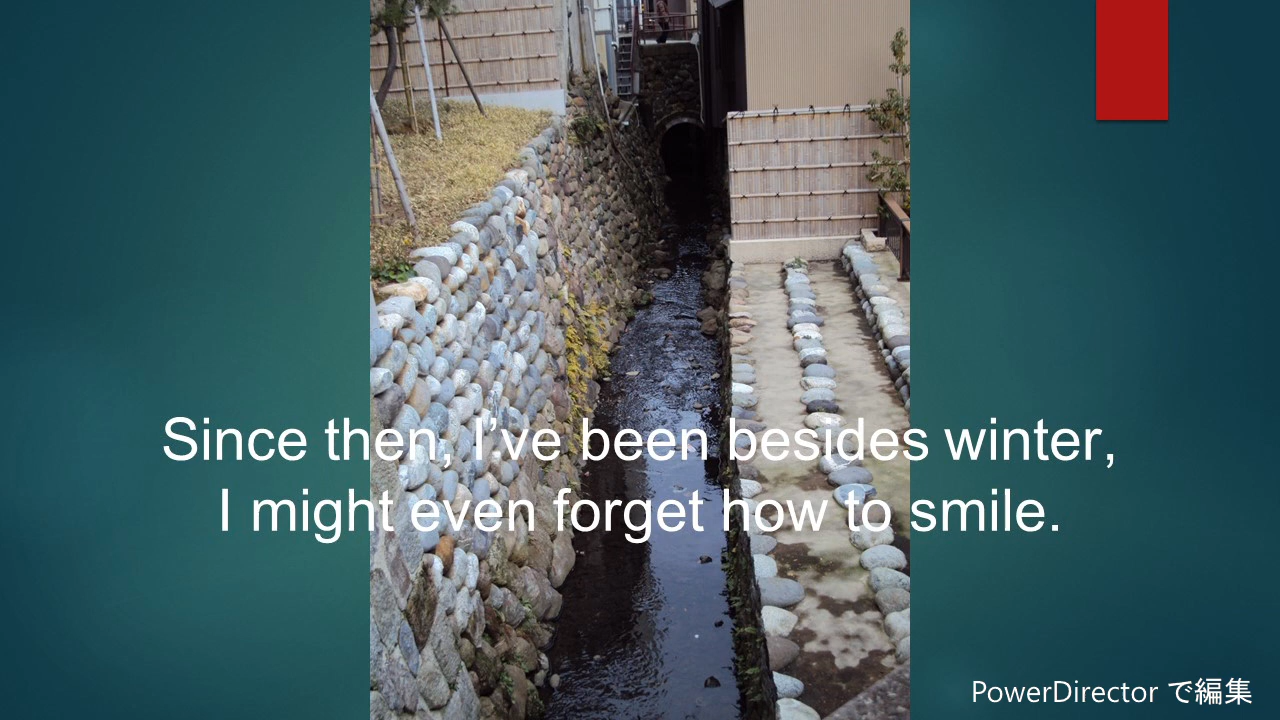 Since then, I’ve been besides winter,
I might even forget how to smile.
PowerDirector で編集